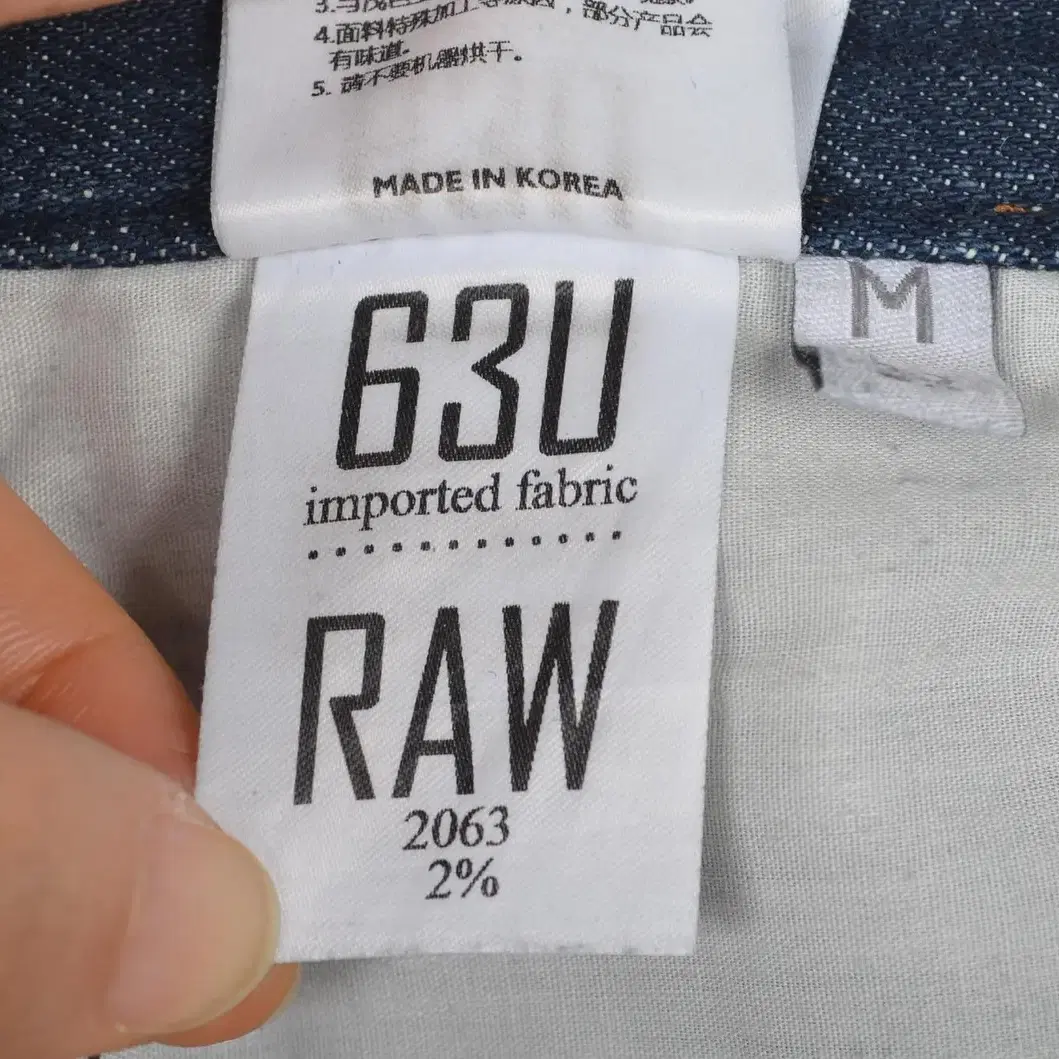 4.面料特殊加工等原因，部分产品会
有味道。
5. 请不要机器烘干。
MADE IN KOREA
63U
M
imported fabric
RAW
2063
2%